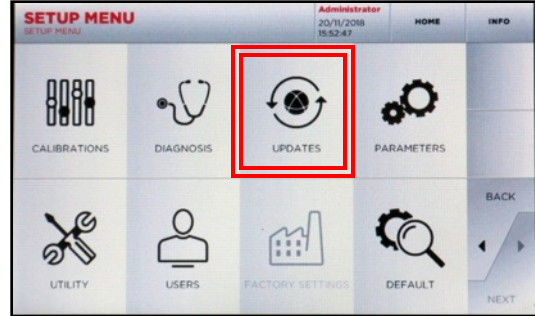 SETUP MENU
SETUP MENU
Administrator
20/11/2018
15:52:47
HOME
INFO
CALIBRATIONS
DIAGNOSIS
UPDATES
PARAMETERS
BACK
UTILITY
USERS
FACTORY SETTINGS
DEFAULT
NEXT